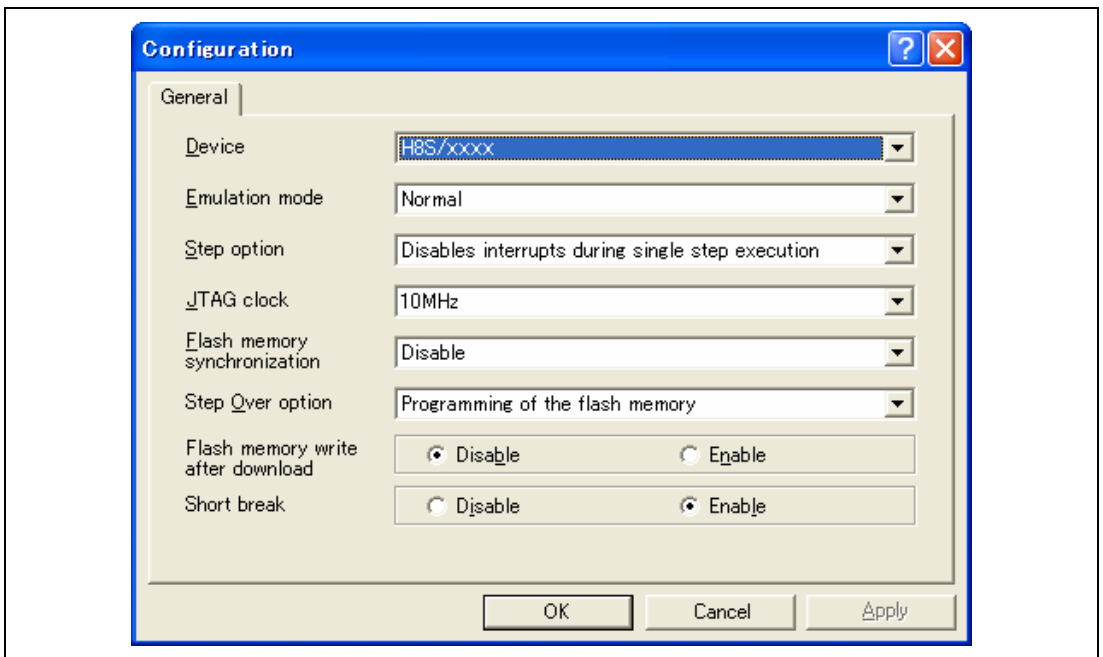 Configuration
General
Device
H8S/xxxx
Emulation mode
Normal
Step option
Disables interrupts during single step execution
JTAG clock
10MHz
Flash memory
synchronization
Disable
Step Over option
Programming of the flash memory
Flash memory write
after download
Disable Enable
Short break
Disable Enable
OK Cancel Apply